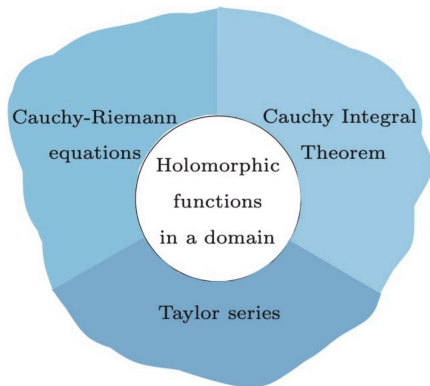 Cauchy-Riemann
equations
Cauchy Integral
Theorem
Holomorphic
functions
in a domain
Taylor series